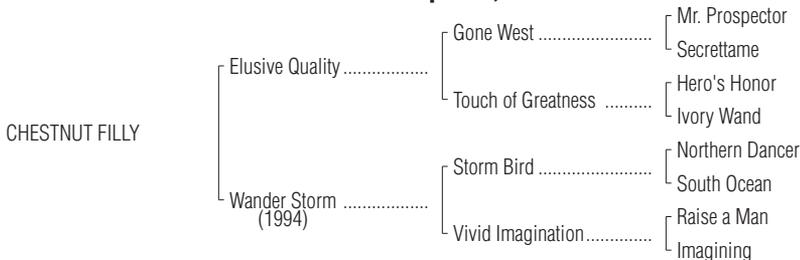 Mr. Prospector
Gone West .......................
Secrettame
Elusive Quality ..................
Hero's Honor
Touch of Greatness ..........
Ivory Wand
CHESTNUT FILLY
Northern Dancer
Storm Bird .......................
South Ocean
Wander Storm ..................
(1994)
Raise a Man
Vivid Imagination..............
Imagining